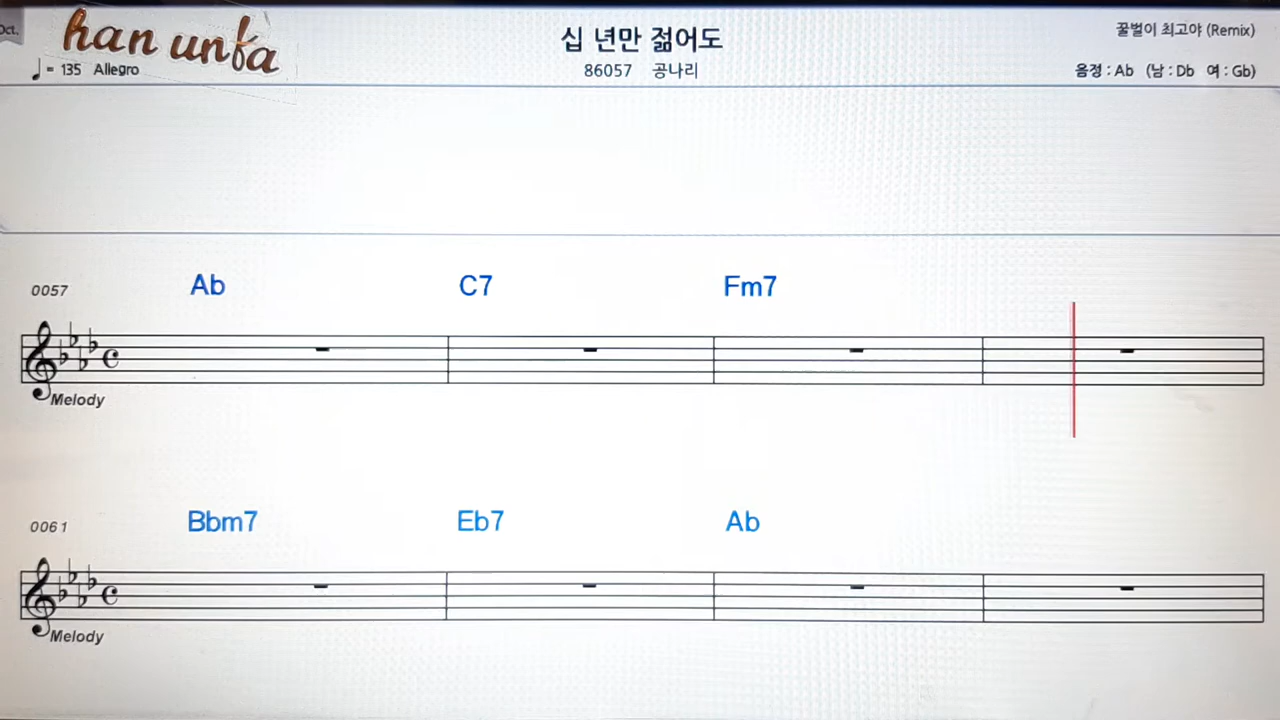 Oct.
han unfa
♩= 135 Allegro
십 년만 젊어도
86057 공나리
꿀벌이 최고야 (Remix)
음정 : Ab (남 : Db 여 : Gb)
0057
Ab C7 Fm7
Melody
0061
Bbm7 Eb7 Ab
Melody